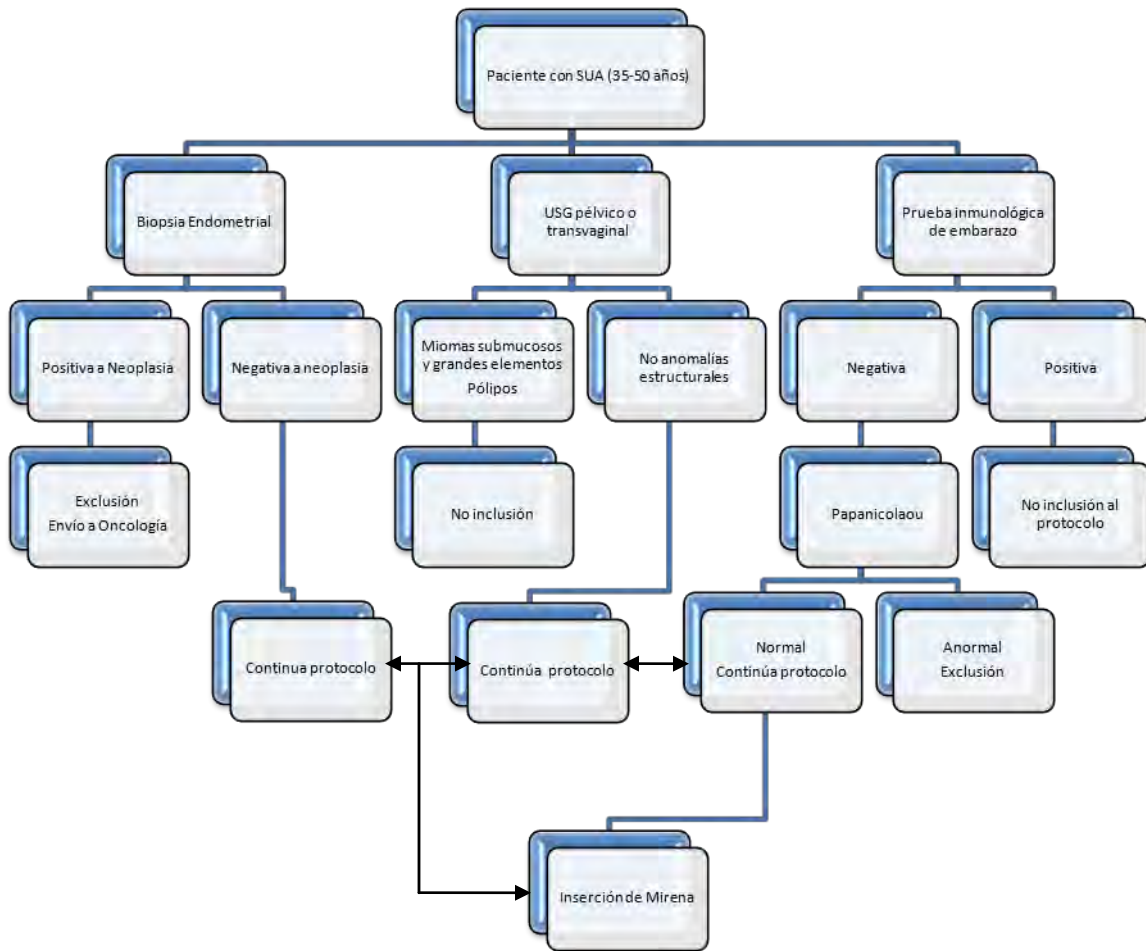 Paciente con SUA (35-50 años)
Biopsia Endometrial
USG pélvico o
transvaginal
Prueba inmunológica
de embarazo
Positiva a Neoplasia
Negativa a neoplasia
Miomas submucosos
y grandes elementos
Pólipos
No anomalías
estructurales
Negativa
Positiva
Exclusión
Envío a Oncología
No inclusión
Papanicolaou
No inclusión al
protocolo
Continua protocolo
Continúa protocolo
Normal
Continúa protocolo
Anormal
Exclusión
Inserción de Mirena